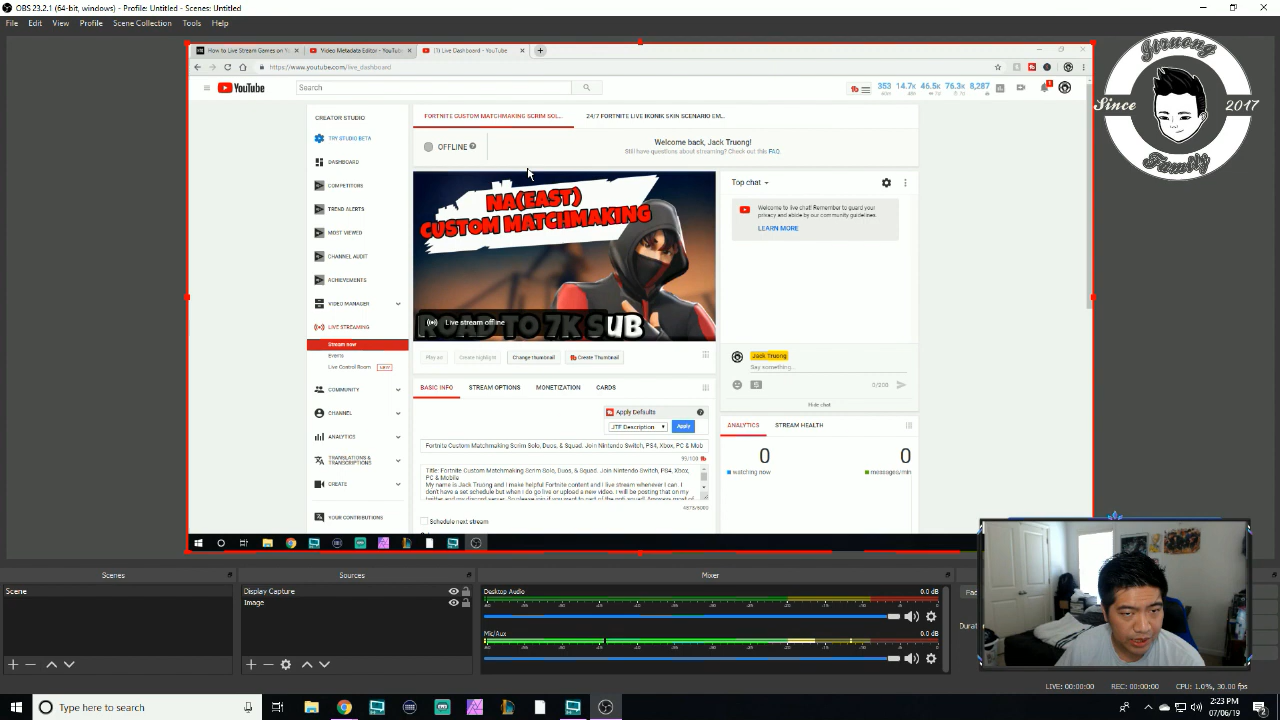 OBS 23.2.1 (64-bit, windows) - Profile: Untitled - Scenes: Untitled
File Edit View Profile Scene Collection Tools Help
How to Live Stream Games on Yo Video Metadata Editor - YouTube (1) Live Dashboard - YouTube
https://www.youtube.com/live_dashboard
YouTube Search 353 14.7K 46.5K 76.3K 8,287
CREATOR STUDIO
TRY STUDIO BETA
DASHBOARD
COMPETITORS
TREND ALERTS
MOST VIEWED
CHANNEL AUDIT
ACHIEVEMENTS
VIDEO MANAGER
LIVE STREAMING
Stream now
Events
Live Control Room NEW!
COMMUNITY
CHANNEL
ANALYTICS
TRANSLATIONS &
TRANSCRIPTIONS
CREATE
YOUR CONTRIBUTIONS
FORTNITE CUSTOM MATCHMAKING SCRIM SOL... 24/7 FORTNITE LIVE IKONIK SKIN SCENARIO EM...
OFFLINE
Welcome back, Jack Truong!
Still have questions about streaming? Check out this FAQ.
NA(EAST)
CUSTOM MATCHMAKING
ROAD TO 7K SUB
Live stream offline
Play ad Create highlight Change thumbnail Create Thumbnail
BASIC INFO STREAM OPTIONS MONETIZATION CARDS
Apply Defaults
JTF Description Apply
Fortnite Custom Matchmaking Scrim Solo, Duos, & Squad. Join Nintendo Switch, PS4, Xbox, PC & Mob
99/100
Title: Fortnite Custom Matchmaking Scrim Solo, Duos, & Squad. Join Nintendo Switch, PS4, Xbox,
PC & Mobile
My name is Jack Truong and I make helpful Fortnite content and I live stream whenever I can. I
don't have a set schedule but when I do go live or upload a new video. I will be posting that on my
Schedule next stream
Top chat
Welcome to live chat! Remember to guard your
privacy and abide by our community guidelines.
LEARN MORE
Jack Truong
Say something...
0/200
Hide chat
ANALYTICS STREAM HEALTH
0 0
watching now messages/min
Jtruong
Since 2017
Family
Scenes Sources Mixer
Scene
Display Capture
Image
Desktop Audio 0.0 dB
Mic/Aux 0.0 dB
LIVE: 00:00:00 REC: 00:00:00 CPU: 1.0%, 30.00 fps
Type here to search
2:23 PM
07/06/19